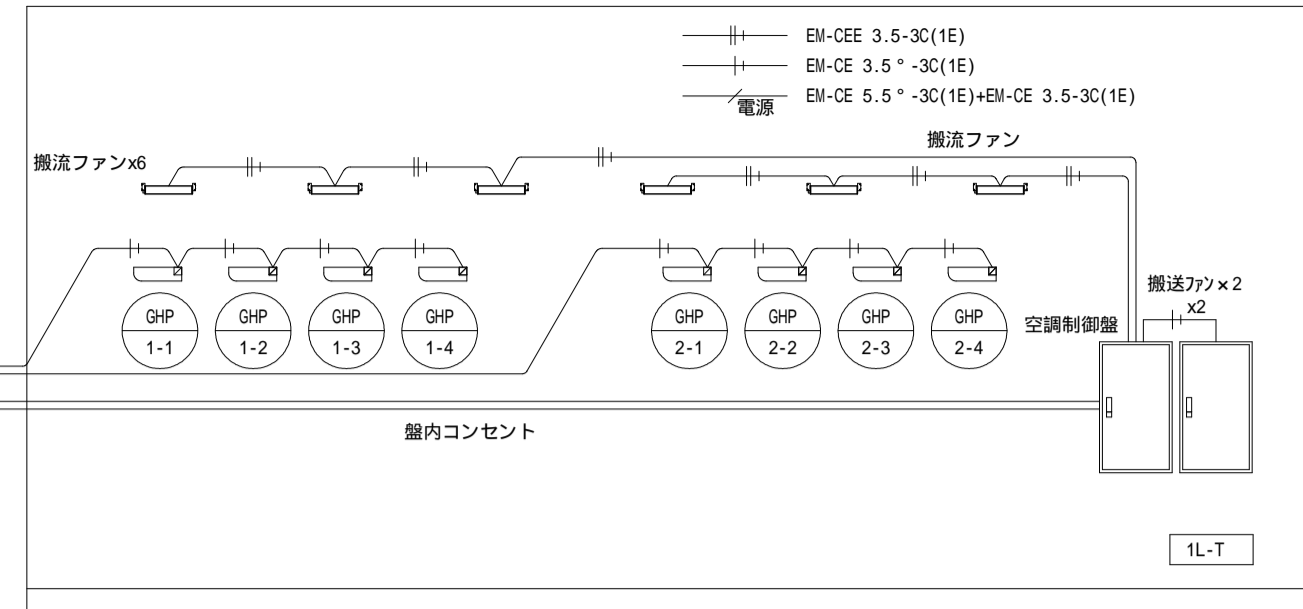 EM-CEE 3.5-3C(1E)
EM-CE 3.5°-3C(1E)
EM-CE 5.5°-3C(1E)+EM-CE 3.5-3C(1E)
電源
搬流ファンx6
搬流ファン
GHP 1-1
GHP 1-2
GHP 1-3
GHP 1-4
GHP 2-1
GHP 2-2
GHP 2-3
GHP 2-4
空調制御盤
搬送ファン×2
x2
盤内コンセント
1L-T